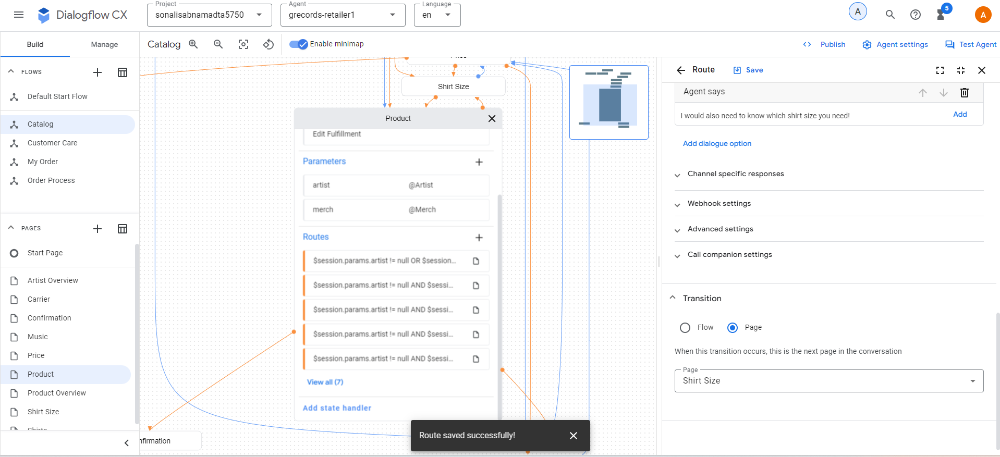 Dialogflow CX
Project
sonalisabnamadta5750
Agent
grecords-retailer1
Language
en
A
5
A
Build
Manage
Catalog
Enable minimap
Publish
Agent settings
Test Agent
FLOWS
Default Start Flow
Catalog
Customer Care
My Order
Order Process
PAGES
Start Page
Artist Overview
Carrier
Confirmation
Music
Price
Product
Product Overview
Shirt Size
Shirt Size
Product
Edit Fulfillment
Parameters
artist @Artist
merch @Merch
Routes
$session.params.artist != null OR $session...
$session.params.artist != null AND $sessi...
$session.params.artist != null AND $sessi...
$session.params.artist != null AND $sessi...
$session.params.artist != null AND $sessi...
View all (7)
Add state handler
nfirmation
Route saved successfully!
Route
Save
Agent says
I would also need to know which shirt size you need!
Add
Add dialogue option
Channel specific responses
Webhook settings
Advanced settings
Call companion settings
Transition
Flow
Page
When this transition occurs, this is the next page in the conversation
Page
Shirt Size